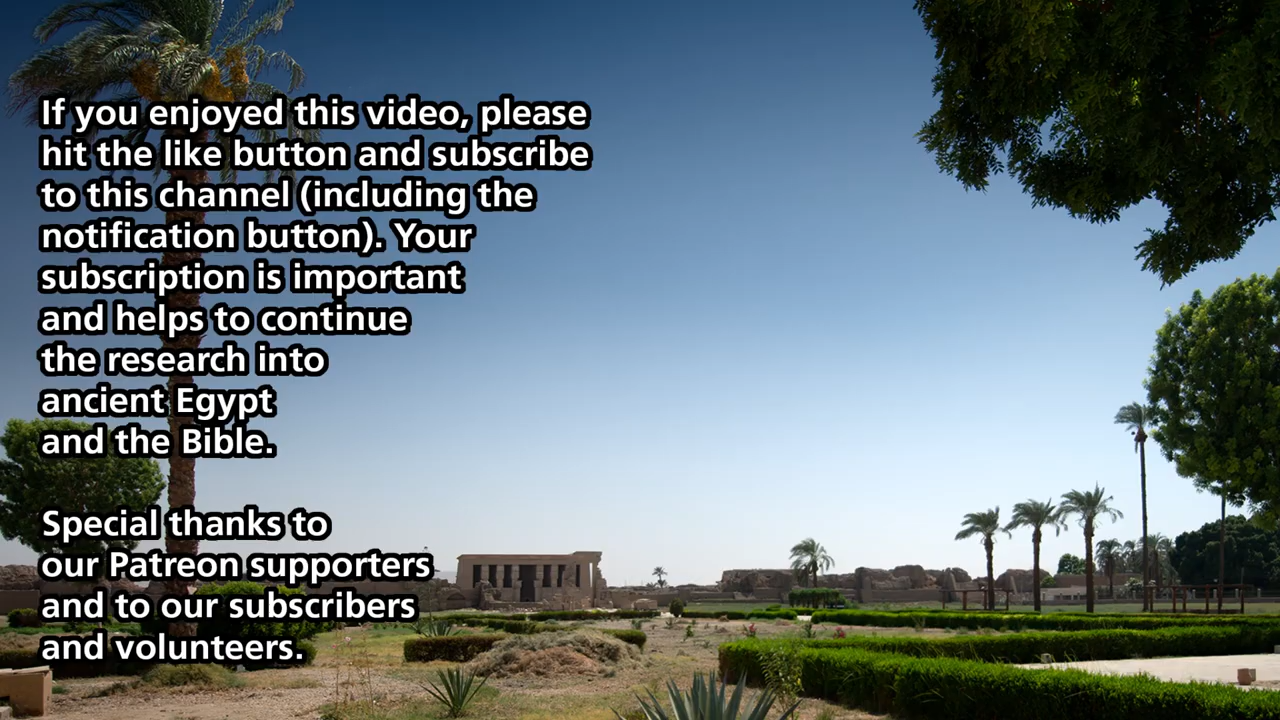 If you enjoyed this video, please
hit the like button and subscribe
to this channel (including the
notification button). Your
subscription is important
and helps to continue
the research into
ancient Egypt
and the Bible.
Special thanks to
our Patreon supporters
and to our subscribers
and volunteers.